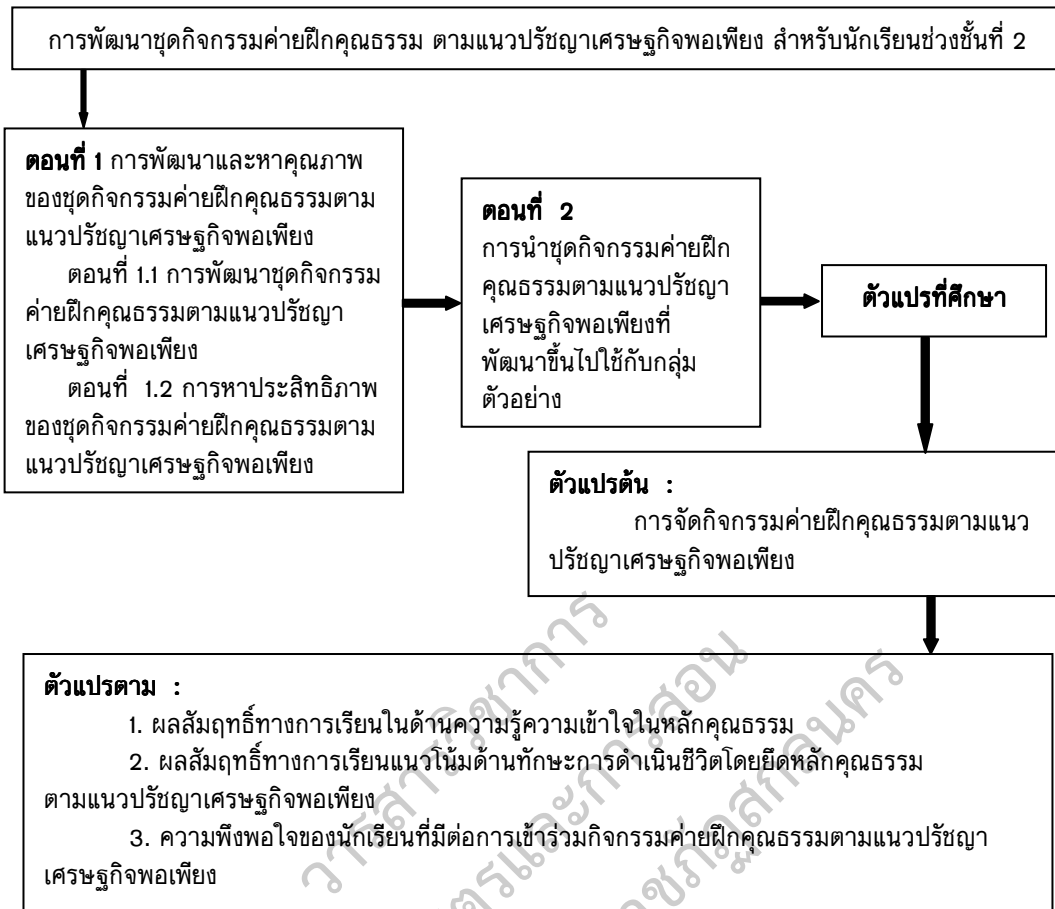 การพัฒนาชุดกิจกรรมค่ายฝึกคุณธรรม ตามแนวปรัชญาเศรษฐกิจพอเพียง สำหรับนักเรียนช่วงชั้นที่ 2
ตอนที่ 1 การพัฒนาและหาคุณภาพ
ของชุดกิจกรรมค่ายฝึกคุณธรรมตาม
แนวปรัชญาเศรษฐกิจพอเพียง
ตอนที่ 1.1 การพัฒนาชุดกิจกรรม
ค่ายฝึกคุณธรรมตามแนวปรัชญา
เศรษฐกิจพอเพียง
ตอนที่ 1.2 การหาประสิทธิภาพ
ของชุดกิจกรรมค่ายฝึกคุณธรรมตาม
แนวปรัชญาเศรษฐกิจพอเพียง
ตอนที่ 2
การนำชุดกิจกรรมค่ายฝึก
คุณธรรมตามแนวปรัชญา
เศรษฐกิจพอเพียงที่
พัฒนาขึ้นไปใช้กับกลุ่ม
ตัวอย่าง
ตัวแปรที่ศึกษา
ตัวแปรต้น :
การจัดกิจกรรมค่ายฝึกคุณธรรมตามแนว
ปรัชญาเศรษฐกิจพอเพียง
ตัวแปรตาม :
1. ผลสัมฤทธิ์ทางการเรียนในด้านความรู้ความเข้าใจในหลักคุณธรรม
2. ผลสัมฤทธิ์ทางการเรียนแนวโน้มด้านทักษะการดำเนินชีวิตโดยยึดหลักคุณธรรม
ตามแนวปรัชญาเศรษฐกิจพอเพียง
3. ความพึงพอใจของนักเรียนที่มีต่อการเข้าร่วมกิจกรรมค่ายฝึกคุณธรรมตามแนวปรัชญา
เศรษฐกิจพอเพียง
วารสารวิชาการ